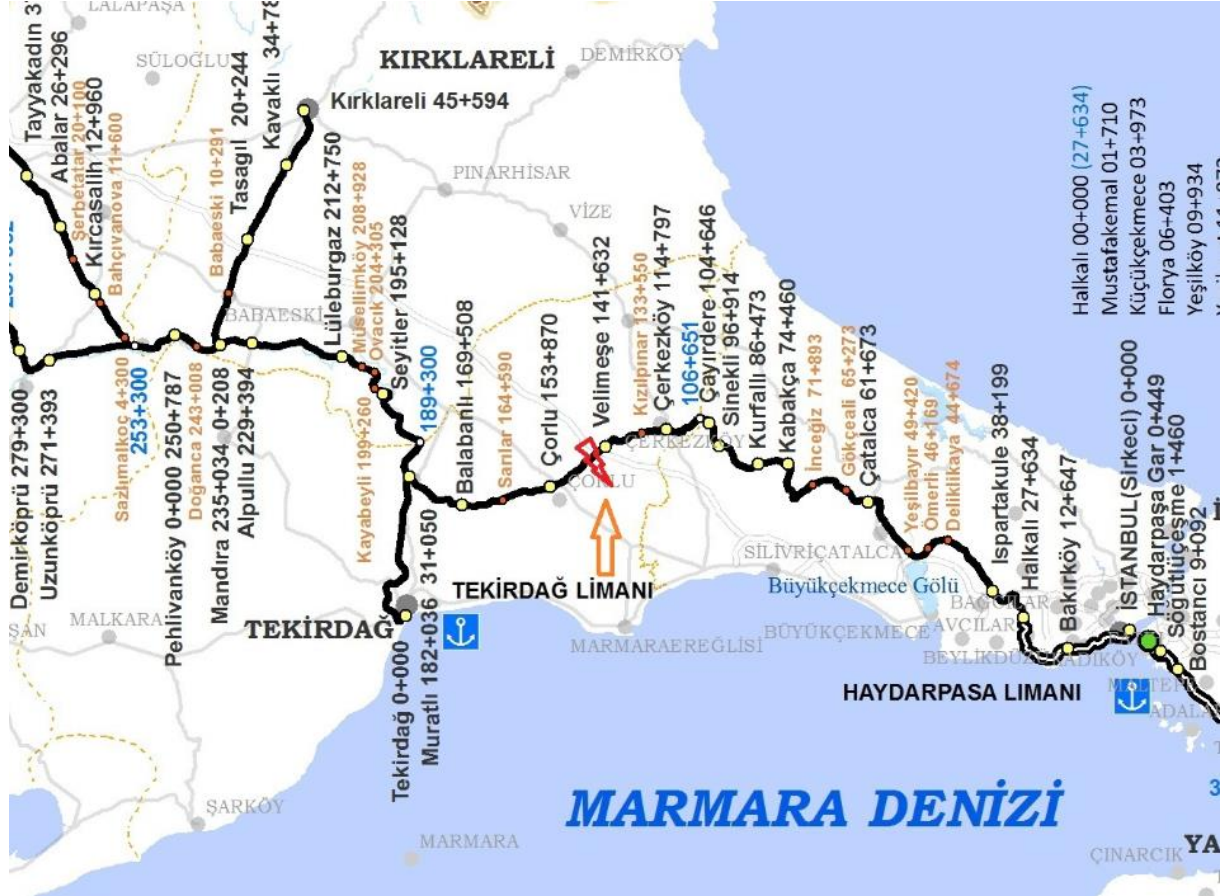 LALAPAŞA
Tayyakadın
Abalar 26+296
Şerbetatar 20+100
Kırcasalih 12+960
Bahçıvanova 11+600
SÜLOĞLU
Babaeski 10+291
Tasagıl 20+244
Kavaklı 34+78
KIRKLARELİ
DEMİRKÖY
Kırklareli 45+594
PINARHİSAR
VİZE
Lüleburgaz 212+750
Müsellimköy 208+928
Ovacık 204+305
Seyitler 195+128
189+300
Balabanlı 169+508
Sarılar 164+590
Çorlu 153+870
Velimeşe 141+632
Kızılpınar 133+550
Çerkezköy 114+797
106+651
Çayırdere 104+646
Sinekli 96+914
Kurfallı 86+473
Kabakça 74+460
İnceğiz 71+893
Gökçeali 65+273
Çatalca 61+673
Yeşilbayır 49+420
Ömerli 46+169
Deliklikaya 44+674
Ispartakule 38+199
Halkalı 27+634
Bakırköy 12+647
İSTANBUL(Sirkeci) 0+000
Haydarpaşa Gar 0+449
Söğütlüçeşme 1+460
Bostancı 9+092
Halkalı 00+000 (27+634)
Mustafakemal 01+710
Küçükçekmece 03+973
Florya 06+403
Yeşilköy 09+934
BABAESKİ
ÇERKEZKÖY
ÇORLU
Demirköprü 279+300
Uzunköprü 271+393
Sazlımalkoç 4+300
253+300
Pehlivanköy 0+000 250+787
Doğanca 243+008
Mandıra 235+034 0+208
Alpullu 229+394
Kayabeyli 199+260
MALKARA
ŞAN
TEKİRDAĞ
Tekirdağ 0+000
Muratlı 182+036 31+050
TEKİRDAĞ LİMANI
SİLİVRİ
ÇATALCA
Büyükçekmece Gölü
BAĞCILAR
AVCILAR
BÜYÜKÇEKMECE
BEYLİKDÜZÜ
KADIKÖY
MALTEPE
ADALA
MARMARAEREĞLİSİ
HAYDARPASA LIMANI
MARMARA DENİZİ
ŞARKÖY
MARMARA
ÇINARCIK
YA